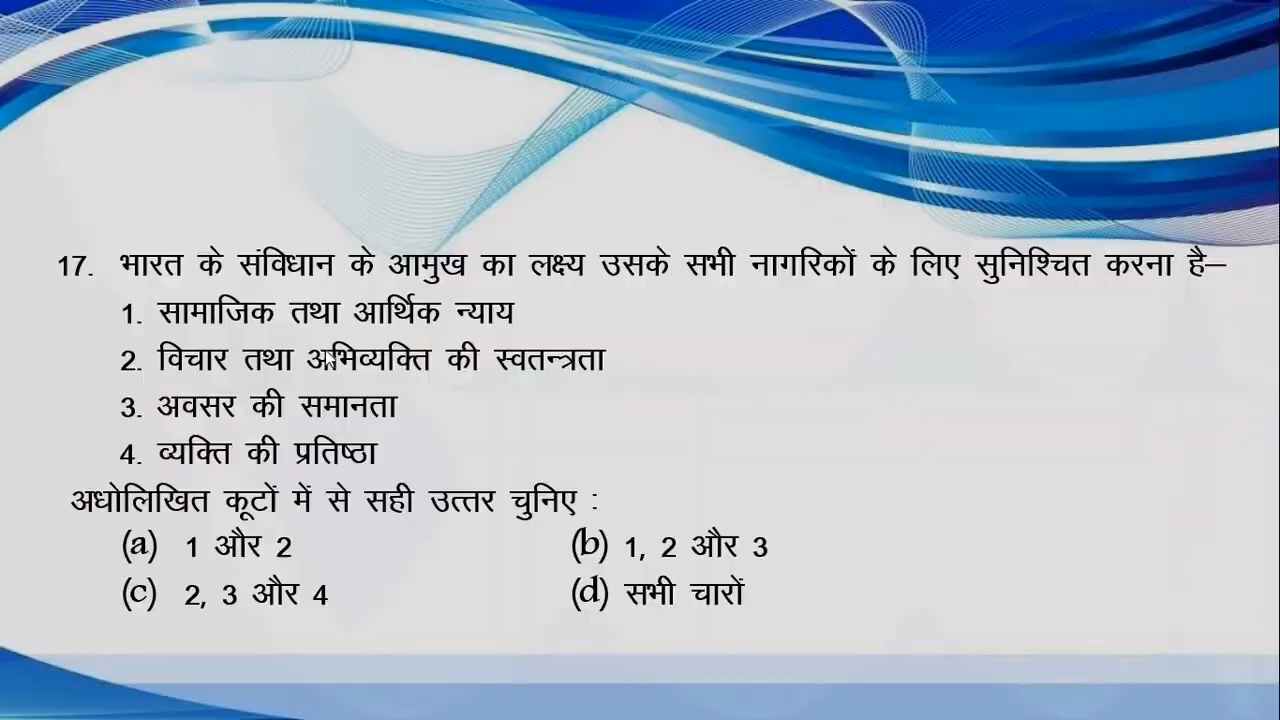 17. भारत के संविधान के आमुख का लक्ष्य उसके सभी नागरिकों के लिए सुनिश्चित करना है–
1. सामाजिक तथा आर्थिक न्याय
2. विचार तथा अभिव्यक्ति की स्वतन्त्रता
3. अवसर की समानता
4. व्यक्ति की प्रतिष्ठा
अधोलिखित कूटों में से सही उत्तर चुनिए :
(a) 1 और 2 (b) 1, 2 और 3
(c) 2, 3 और 4 (d) सभी चारों